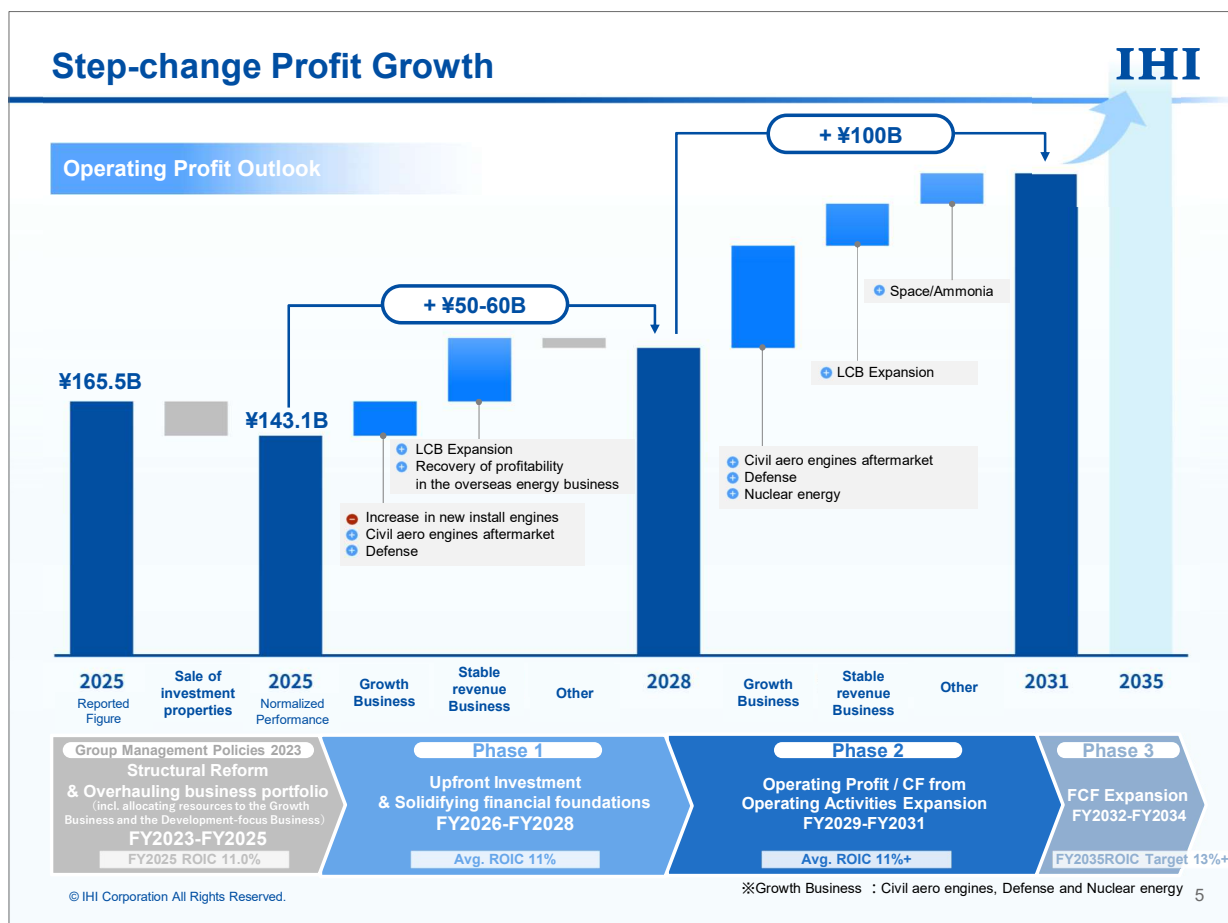 Step-change Profit Growth
IHI
Operating Profit Outlook
+ ¥100B
+ ¥50-60B
¥165.5B
¥143.1B
Space/Ammonia
LCB Expansion
LCB Expansion
Recovery of profitability
in the overseas energy business
Increase in new install engines
Civil aero engines aftermarket
Defense
Civil aero engines aftermarket
Defense
Nuclear energy
2025
Reported
Figure
Sale of
investment
properties
2025
Normalized
Performance
Growth
Business
Stable
revenue
Business
Other
2028
Growth
Business
Stable
revenue
Business
Other
2031
2035
Group Management Policies 2023
Structural Reform
& Overhauling business portfolio
(incl. allocating resources to the Growth
Business and the Development-focus Business)
FY2023-FY2025
FY2025 ROIC 11.0%
Phase 1
Upfront Investment
& Solidifying financial foundations
FY2026-FY2028
Avg. ROIC 11%
Phase 2
Operating Profit / CF from
Operating Activities Expansion
FY2029-FY2031
Avg. ROIC 11%+
Phase 3
FCF Expansion
FY2032-FY2034
FY2035ROIC Target 13%+
© IHI Corporation All Rights Reserved.
※Growth Business ：Civil aero engines, Defense and Nuclear energy
5